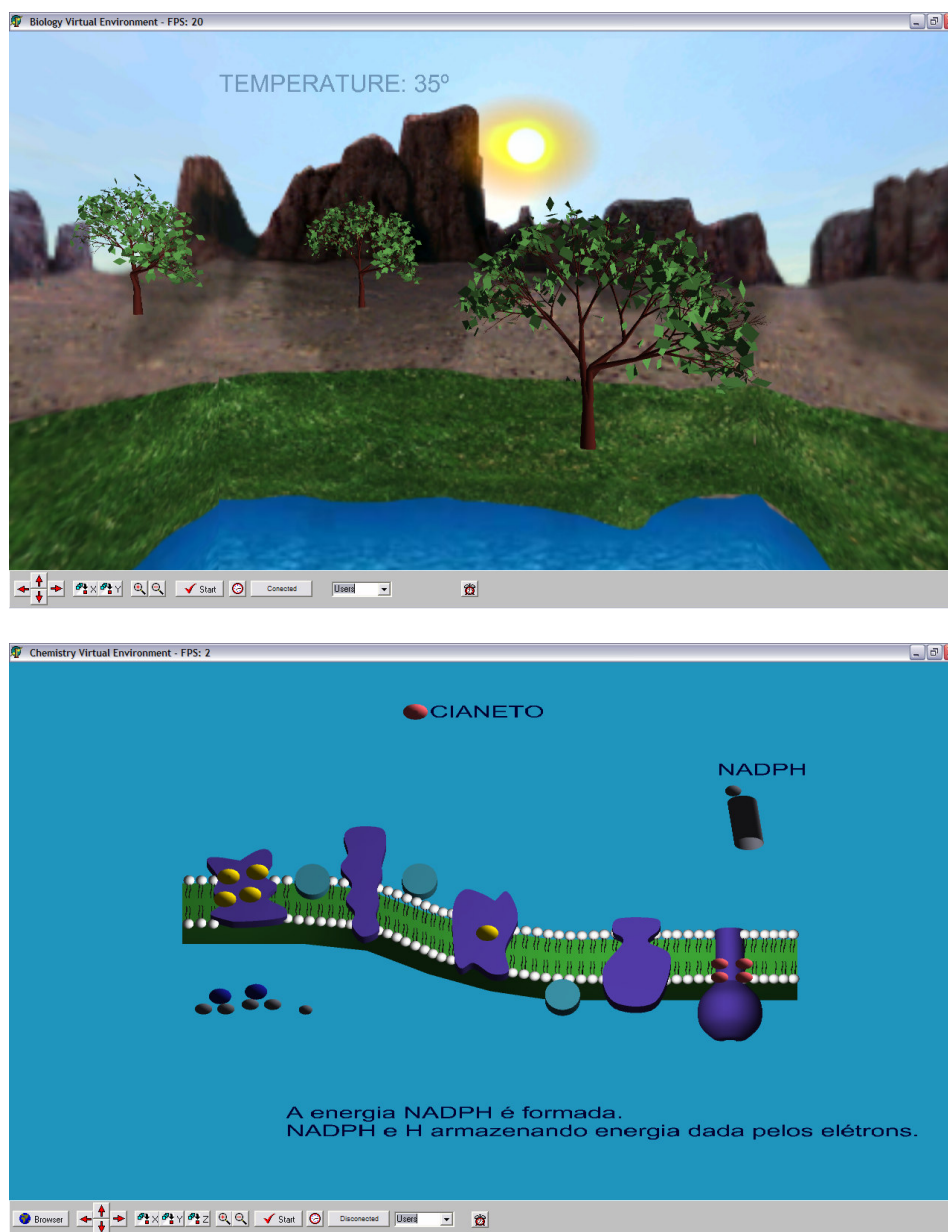 Biology Virtual Environment - FPS: 20
TEMPERATURE: 35º
X Y Start Conected Users
Chemistry Virtual Environment - FPS: 2
CIANETO
NADPH
A energia NADPH é formada.
NADPH e H armazenando energia dada pelos elétrons.
Browser X Y Z Start Disconected Users